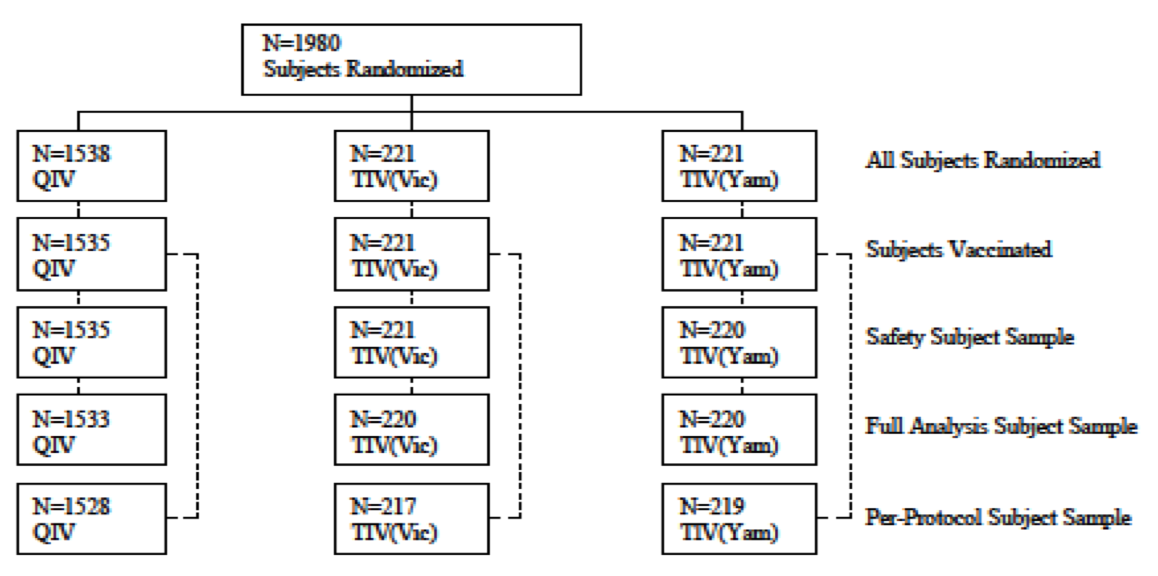 N=1980
Subjects Randomized
N=1538
QIV
N=221
TIV(Vic)
N=221
TIV(Yam)
All Subjects Randomized
N=1535
QIV
N=221
TIV(Vic)
N=221
TIV(Yam)
Subjects Vaccinated
N=1535
QIV
N=221
TIV(Vic)
N=220
TIV(Yam)
Safety Subject Sample
N=1533
QIV
N=220
TIV(Vic)
N=220
TIV(Yam)
Full Analysis Subject Sample
N=1528
QIV
N=217
TIV(Vic)
N=219
TIV(Yam)
Per-Protocol Subject Sample